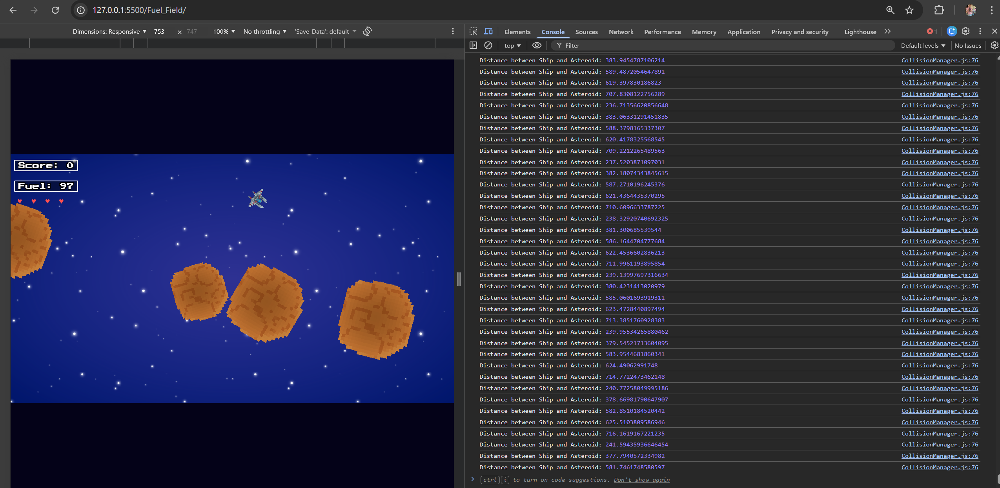 127.0.0.1:5500/Fuel_Field/
Dimensions: Responsive ▼ 753 × 747 100% ▼ No throttling ▼ 'Save-Data': default ▼
Elements Console Sources Network Performance Memory Application Privacy and security Lighthouse 1
top ▼ Filter Default levels ▼ No Issues
Score: 0
Fuel: 97
Distance between Ship and Asteroid: 383.9454787106214 CollisionManager.js:76
Distance between Ship and Asteroid: 589.4872054647891 CollisionManager.js:76
Distance between Ship and Asteroid: 619.397830186823 CollisionManager.js:76
Distance between Ship and Asteroid: 707.8308122756289 CollisionManager.js:76
Distance between Ship and Asteroid: 236.71356620856648 CollisionManager.js:76
Distance between Ship and Asteroid: 383.06331291451835 CollisionManager.js:76
Distance between Ship and Asteroid: 588.3798165337307 CollisionManager.js:76
Distance between Ship and Asteroid: 620.4178325568545 CollisionManager.js:76
Distance between Ship and Asteroid: 709.2212265489563 CollisionManager.js:76
Distance between Ship and Asteroid: 237.5203871097031 CollisionManager.js:76
Distance between Ship and Asteroid: 382.18074343845615 CollisionManager.js:76
Distance between Ship and Asteroid: 587.2710196245376 CollisionManager.js:76
Distance between Ship and Asteroid: 621.4364435370295 CollisionManager.js:76
Distance between Ship and Asteroid: 710.6096633787225 CollisionManager.js:76
Distance between Ship and Asteroid: 238.32920740692325 CollisionManager.js:76
Distance between Ship and Asteroid: 381.300685539544 CollisionManager.js:76
Distance between Ship and Asteroid: 586.1644704777684 CollisionManager.js:76
Distance between Ship and Asteroid: 622.4536602836213 CollisionManager.js:76
Distance between Ship and Asteroid: 711.9961193895854 CollisionManager.js:76
Distance between Ship and Asteroid: 239.13997697316634 CollisionManager.js:76
Distance between Ship and Asteroid: 380.4231413020979 CollisionManager.js:76
Distance between Ship and Asteroid: 585.0601693919311 CollisionManager.js:76
Distance between Ship and Asteroid: 623.4728440897494 CollisionManager.js:76
Distance between Ship and Asteroid: 713.3851760928383 CollisionManager.js:76
Distance between Ship and Asteroid: 239.95534265880462 CollisionManager.js:76
Distance between Ship and Asteroid: 379.54521713604095 CollisionManager.js:76
Distance between Ship and Asteroid: 583.9544681860341 CollisionManager.js:76
Distance between Ship and Asteroid: 624.49062991748 CollisionManager.js:76
Distance between Ship and Asteroid: 714.7722473462148 CollisionManager.js:76
Distance between Ship and Asteroid: 240.77258049995186 CollisionManager.js:76
Distance between Ship and Asteroid: 378.66981790647907 CollisionManager.js:76
Distance between Ship and Asteroid: 582.8510184520442 CollisionManager.js:76
Distance between Ship and Asteroid: 625.5103809586946 CollisionManager.js:76
Distance between Ship and Asteroid: 716.1619167221235 CollisionManager.js:76
Distance between Ship and Asteroid: 241.59435936646454 CollisionManager.js:76
Distance between Ship and Asteroid: 377.7940572334982 CollisionManager.js:76
Distance between Ship and Asteroid: 581.7461748580597 CollisionManager.js:76
ctrl i to turn on code suggestions. Don't show again